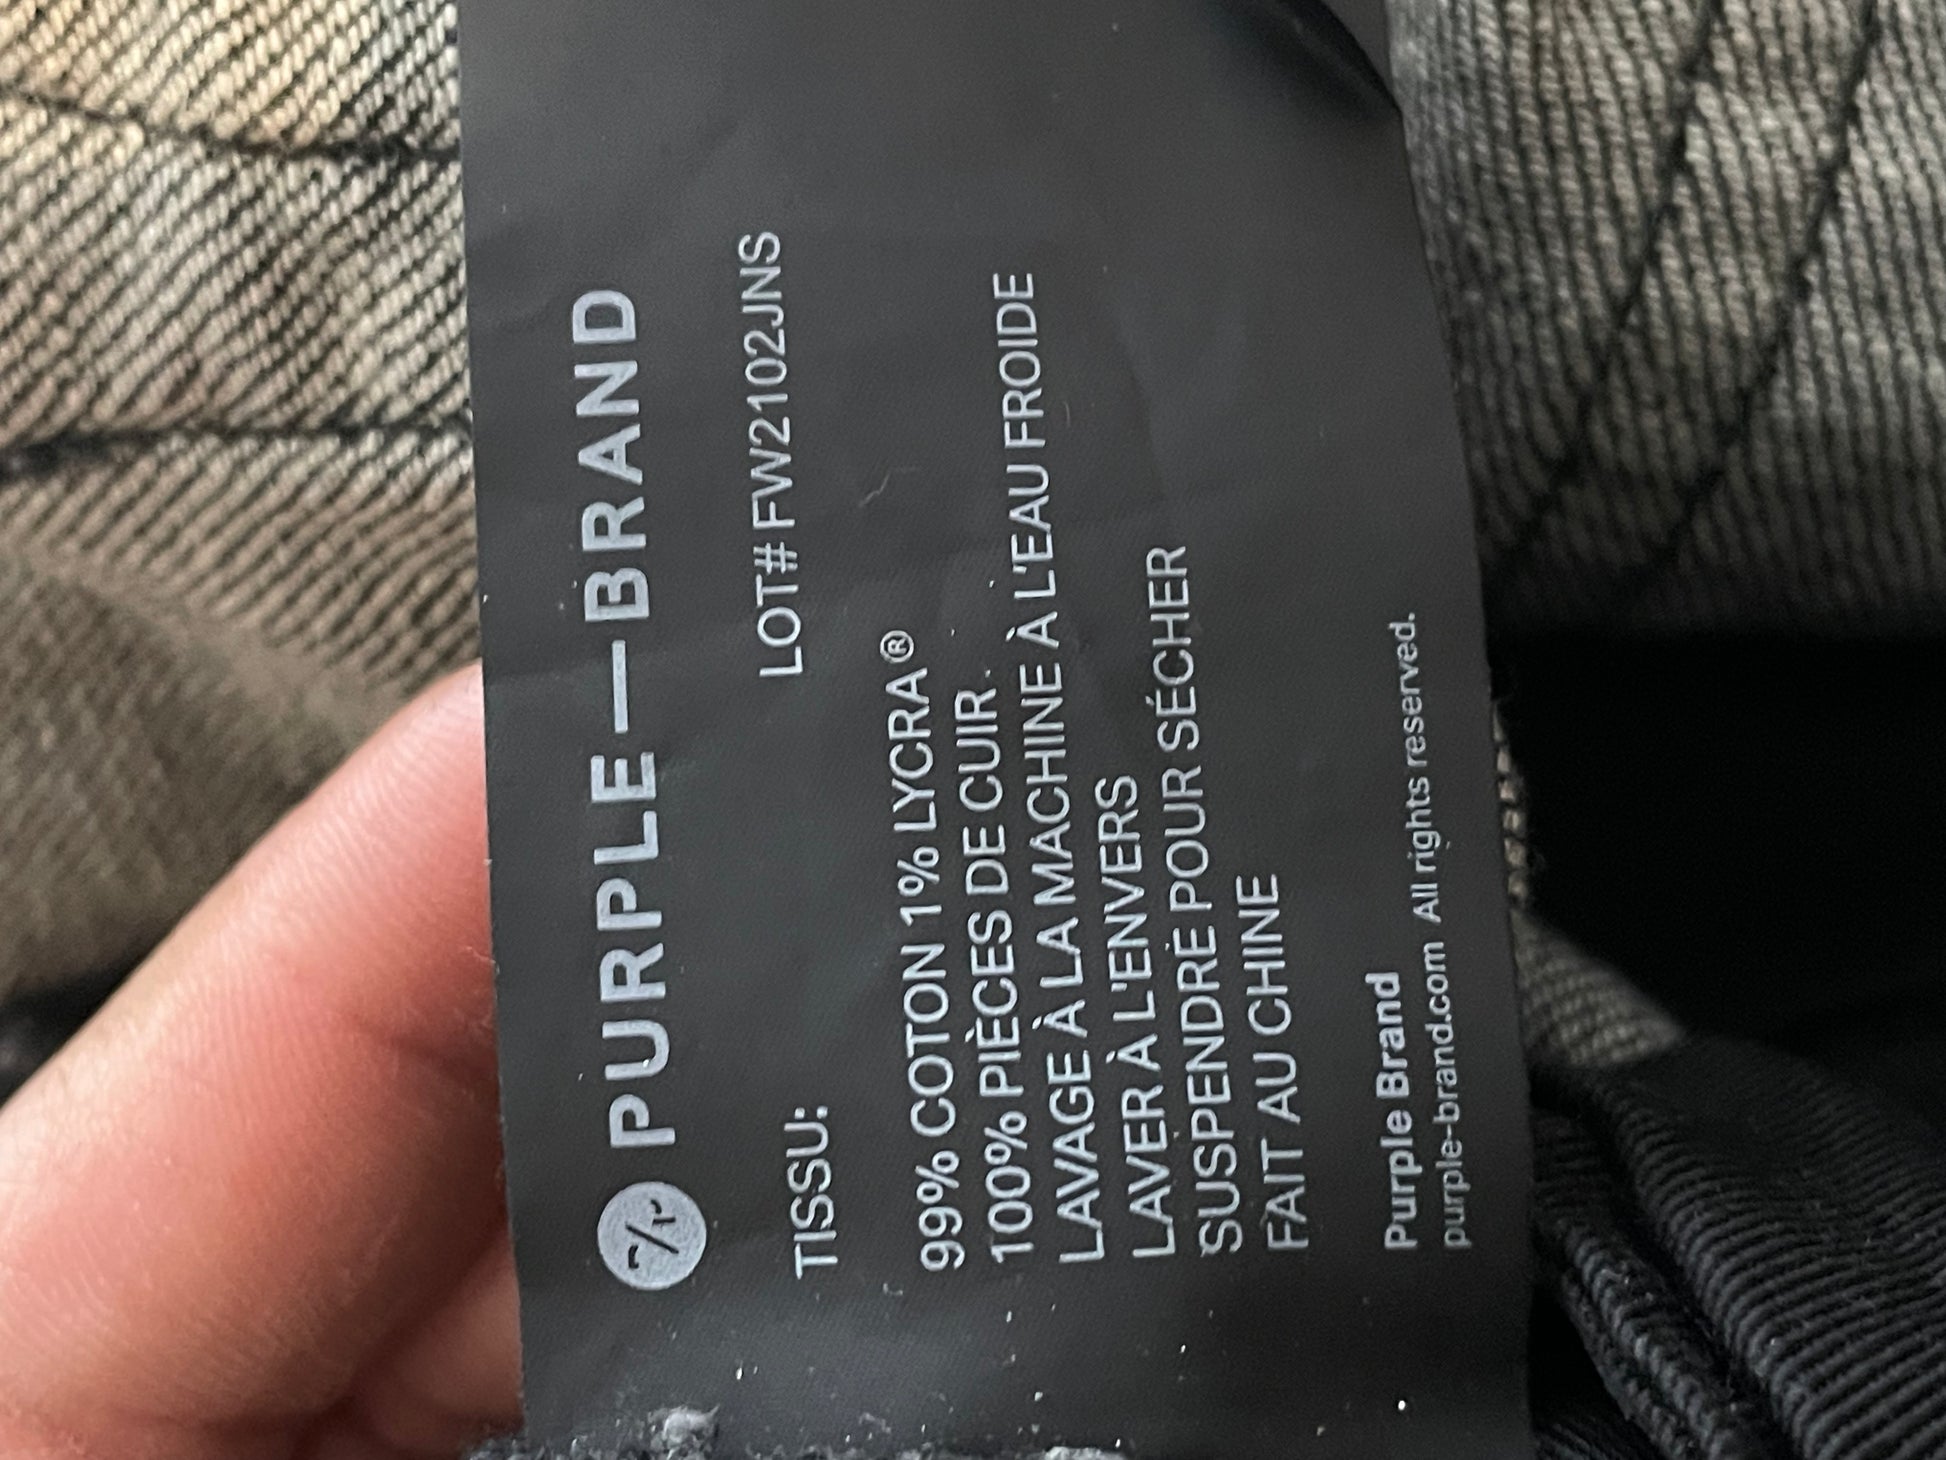 PURPLE—BRAND
LOT# FW2102JNS
TISSU:
99% COTON 1% LYCRA®
100% PIÈCES DE CUIR.
LAVAGE À LA MACHINE À L'EAU FROIDE
LAVER À L'ENVERS
SUSPENDRE POUR SÉCHER
FAIT AU CHINE
Purple Brand
purple-brand.com All rights reserved.